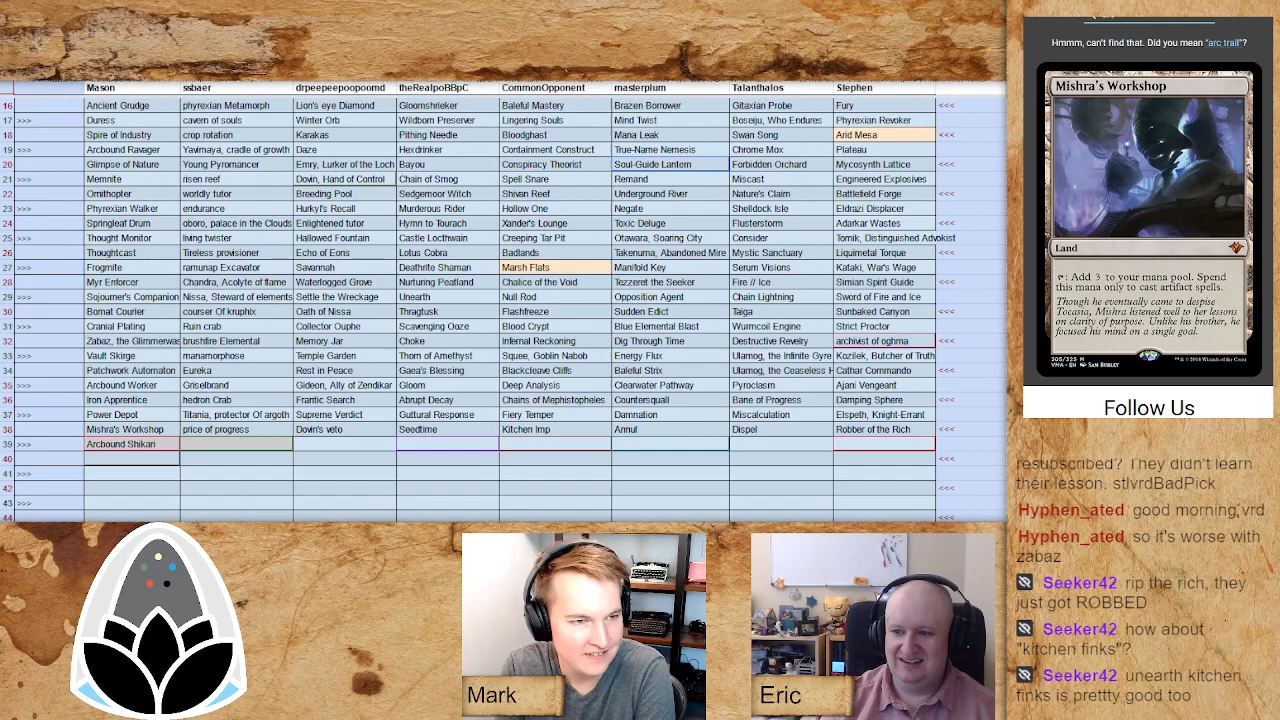 Mason ssbaer drpeepeepoopoornd theRealpoBBpC CommonOpponent masterplum Talanthalos Stephen
16 Ancient Grudge phyrexian Metamorph Lion's eye Diamond Gloomshrieker Baleful Mastery Brazen Borrower Gitaxian Probe Fury <<<
17 >>> Duress cavern of souls Winter Orb Wildborn Preserver Lingering Souls Mind Twist Boseiju, Who Endures Phyrexian Revoker
18 Spire of Industry crop rotation Karakas Pithing Needle Bloodghast Mana Leak Swan Song Arid Mesa <<<
19 >>> Arcbound Ravager Yavimaya, cradle of growth Daze Hexdrinker Containment Construct True-Name Nemesis Chrome Mox Plateau
20 Glimpse of Nature Young Pyromancer Emry, Lurker of the Loch Bayou Conspiracy Theorist Soul-Guide Lantern Forbidden Orchard Mycosynth Lattice <<<
21 >>> Memnite risen reef Dovin, Hand of Control Chain of Smog Spell Snare Remand Miscast Engineered Explosives
22 Ornithopter worldly tutor Breeding Pool Sedgemoor Witch Shivan Reef Underground River Nature's Claim Battlefield Forge <<<
23 >>> Phyrexian Walker endurance Hurkyl's Recall Murderous Rider Hollow One Negate Shelldock Isle Eldrazi Displacer
24 Springleaf Drum oboro, palace in the Clouds Enlightened tutor Hymn to Tourach Xander's Lounge Toxic Deluge Flusterstorm Adarkar Wastes <<<
25 >>> Thought Monitor living twister Hallowed Fountain Castle Locthwain Creeping Tar Pit Otawara, Soaring City Consider Tomik, Distinguished Advokist
26 Thoughtcast Tireless provisioner Echo of Eons Lotus Cobra Badlands Takenuma, Abandoned Mire Mystic Sanctuary Liquimetal Torque <<<
27 >>> Frogmite ramunap Excavator Savannah Deathrite Shaman Marsh Flats Manifold Key Serum Visions Kataki, War's Wage
28 Myr Enforcer Chandra, Acolyte of flame Waterlogged Grove Nurturing Peatland Chalice of the Void Tezzeret the Seeker Fire // Ice Simian Spirit Guide <<<
29 >>> Sojourner's Companion Nissa, Steward of elements Settle the Wreckage Unearth Null Rod Opposition Agent Chain Lightning Sword of Fire and Ice
30 Bomat Courier courser Of kruphix Oath of Nissa Thragtusk Flashfreeze Sudden Edict Taiga Sunbaked Canyon <<<
31 >>> Cranial Plating Ruin crab Collector Ouphe Scavenging Ooze Blood Crypt Blue Elemental Blast Wurmcoil Engine Strict Proctor
32 Zabaz, the Glimmerwas brushfire Elemental Memory Jar Choke Infernal Reckoning Dig Through Time Destructive Revelry archivist of oghma <<<
33 >>> Vault Skirge manamorphose Temple Garden Thorn of Amethyst Squee, Goblin Nabob Energy Flux Ulamog, the Infinite Gyre Kozilek, Butcher of Truth
34 Patchwork Automaton Eureka Rest in Peace Blessing Blackcleave Cliffs Baleful Strix Ulamog, the Ceaseless H Cathar Commando <<<
35 >>> Arcbound Worker Griselbrand Gideon, Ally of Zendikar Gloom Deep Analysis Clearwater Pathway Pyroclasm Ajani Vengeant
36 Iron Apprentice hedron Crab Frantic Search Abrupt Decay Chains of Mephistopheles Countersquall Bane of Progress Damping Sphere <<<
37 >>> Power Depot Titania, protector Of argoth Supreme Verdict Guttural Response Fiery Temper Damnation Miscalculation Elspeth, Knight-Errant
38 Mishra's Workshop price of progress Dovin's veto Seedtime Kitchen Imp Annul Dispel Robber of the Rich <<<
39 >>> Arcbound Shikari
40 <<<
41 >>>
42 <<<
43 >>>
44 <<<
Hmmm, can't find that. Did you mean "arc trail"?
Mishra's Workshop
Land
: Add 3 to your mana pool. Spend
this mana only to cast artifact spells.
Though he eventually came to despise
Tocasia, Mishra listened well to her lessons
on clarity of purpose. Unlike his brother, he
focused his mind on a single goal.
305/325 M
VMA • EN SAM BURLEY
™ & © 2014 Wizards of the Coast
Follow Us
resubscribed? They didn't learn
their lesson. stlvrdBadPick
Hyphen_ated good morning vrd
Hyphen_ated so it's worse with
zabaz
Seeker42 rip the rich, they
just got ROBBED
Seeker42 how about
"kitchen finks"?
Seeker42 unearth kitchen
finks is prettty good too
Mark
Eric